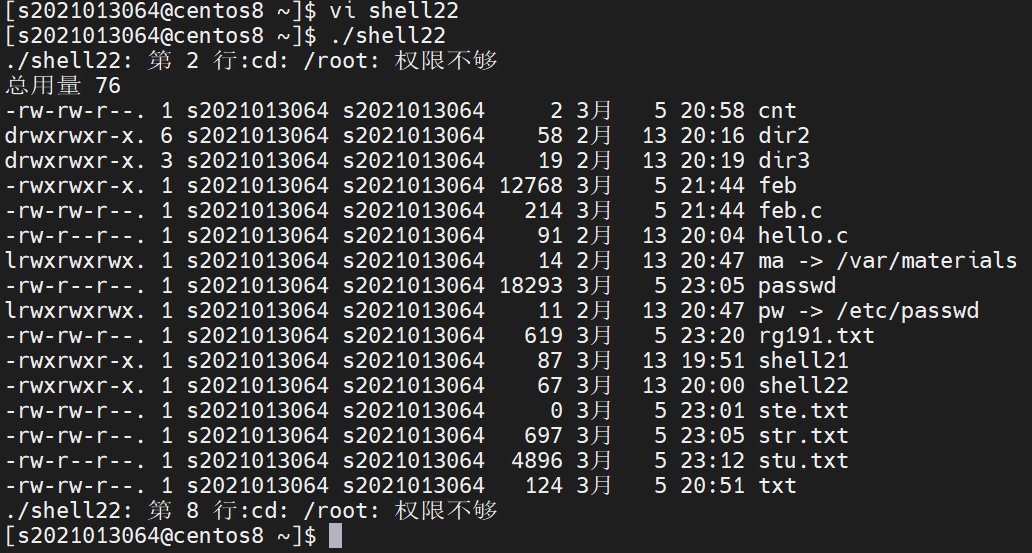 [s2021013064@centos8 ~]$ vi shell22
[s2021013064@centos8 ~]$ ./shell22
./shell22: 第 2 行:cd: /root: 权限不够
总用量 76
-rw-rw-r--. 1 s2021013064 s2021013064     2 3月   5 20:58 cnt
drwxrwxr-x. 6 s2021013064 s2021013064    58 2月  13 20:16 dir2
drwxrwxr-x. 3 s2021013064 s2021013064    19 2月  13 20:19 dir3
-rwxrwxr-x. 1 s2021013064 s2021013064 12768 3月   5 21:44 feb
-rw-rw-r--. 1 s2021013064 s2021013064   214 3月   5 21:44 feb.c
-rw-r--r--. 1 s2021013064 s2021013064    91 2月  13 20:04 hello.c
lrwxrwxrwx. 1 s2021013064 s2021013064    14 2月  13 20:47 ma -> /var/materials
-rw-r--r--. 1 s2021013064 s2021013064 18293 3月   5 23:05 passwd
lrwxrwxrwx. 1 s2021013064 s2021013064    11 2月  13 20:47 pw -> /etc/passwd
-rw-rw-r--. 1 s2021013064 s2021013064   619 3月   5 23:20 rg191.txt
-rwxrwxr-x. 1 s2021013064 s2021013064    87 3月  13 19:51 shell21
-rwxrwxr-x. 1 s2021013064 s2021013064    67 3月  13 20:00 shell22
-rw-rw-r--. 1 s2021013064 s2021013064     0 3月   5 23:01 ste.txt
-rw-rw-r--. 1 s2021013064 s2021013064   697 3月   5 23:05 str.txt
-rw-r--r--. 1 s2021013064 s2021013064  4896 3月   5 23:12 stu.txt
-rw-rw-r--. 1 s2021013064 s2021013064   124 3月   5 20:51 txt
./shell22: 第 8 行:cd: /root: 权限不够
[s2021013064@centos8 ~]$